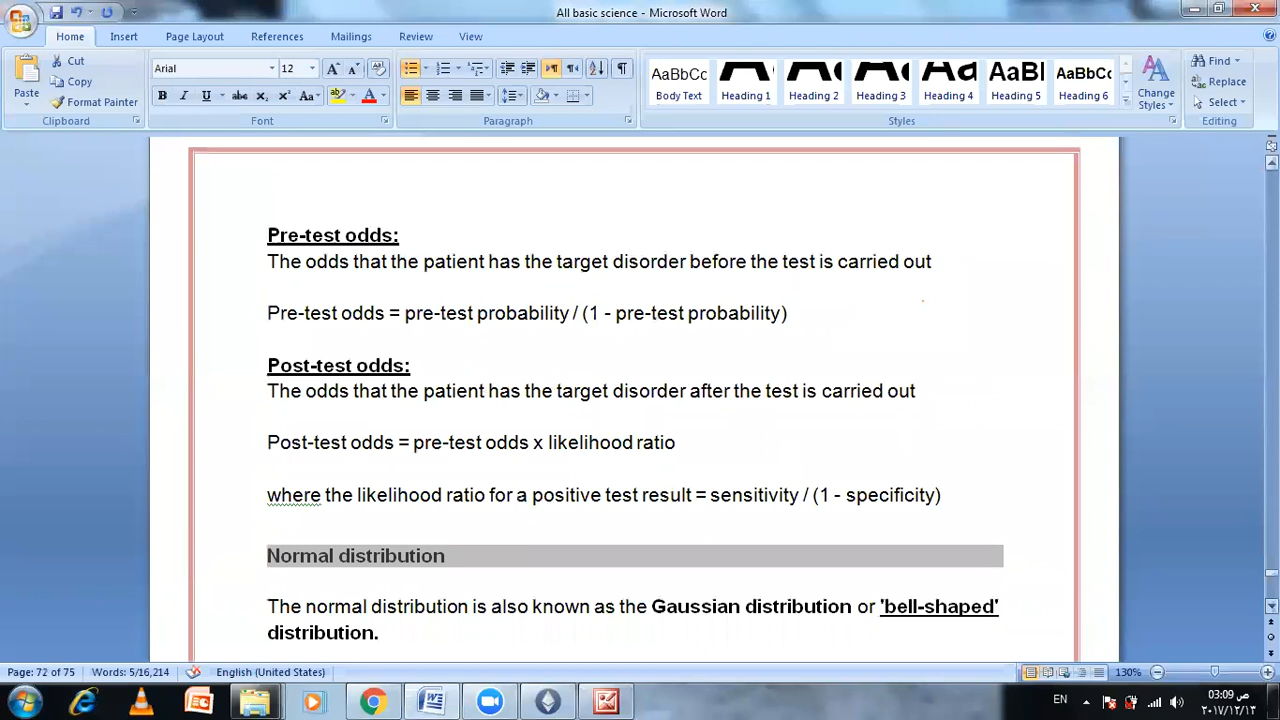 All basic science - Microsoft Word
Home Insert Page Layout References Mailings Review View
Paste
Cut
Copy
Format Painter
Clipboard
Arial 12
Font
Paragraph
AaBbCc AaBbCc
Body Text Heading 1 Heading 2 Heading 3 Heading 4 Heading 5 Heading 6
Change Styles
Styles
Find
Replace
Select
Editing
Pre-test odds:
The odds that the patient has the target disorder before the test is carried out
Pre-test odds = pre-test probability / (1 - pre-test probability)
Post-test odds:
The odds that the patient has the target disorder after the test is carried out
Post-test odds = pre-test odds x likelihood ratio
where the likelihood ratio for a positive test result = sensitivity / (1 - specificity)
Normal distribution
The normal distribution is also known as the Gaussian distribution or 'bell-shaped'
distribution.
Page: 72 of 75 Words: 5/16,214 English (United States) 130%
EN
03:09 ص
٢٠١٧/١٢/١٣